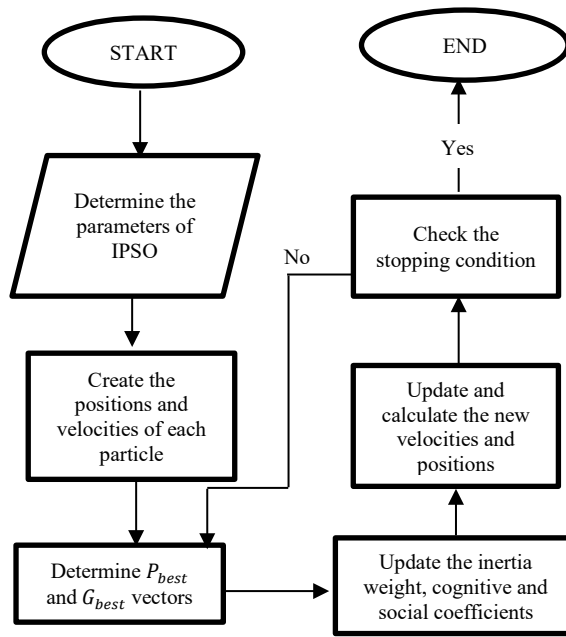 START
Determine the
parameters of
IPSO
Create the
positions and
velocities of each
particle
Determine P_best
and G_best vectors
Update the inertia
weight, cognitive and
social coefficients
Update and
calculate the new
velocities and
positions
Check the
stopping condition
No
Yes
END